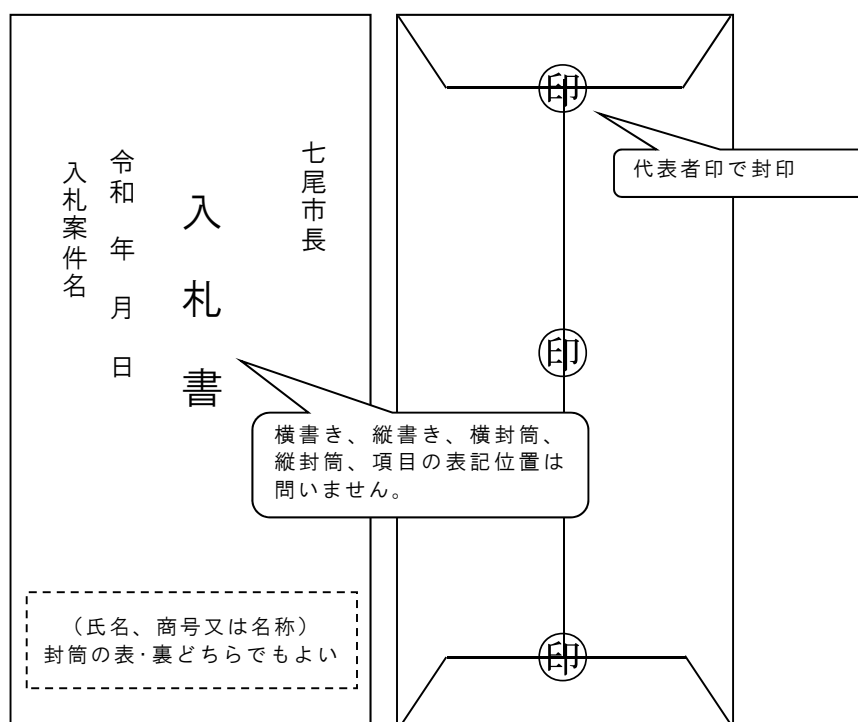 七尾市長
入札書
令和　年　月　日
入札案件名
横書き、縦書き、横封筒、
縦封筒、項目の表記位置は
問いません。
（氏名、商号又は名称）
封筒の表・裏どちらでもよい
印
代表者印で封印
印
印